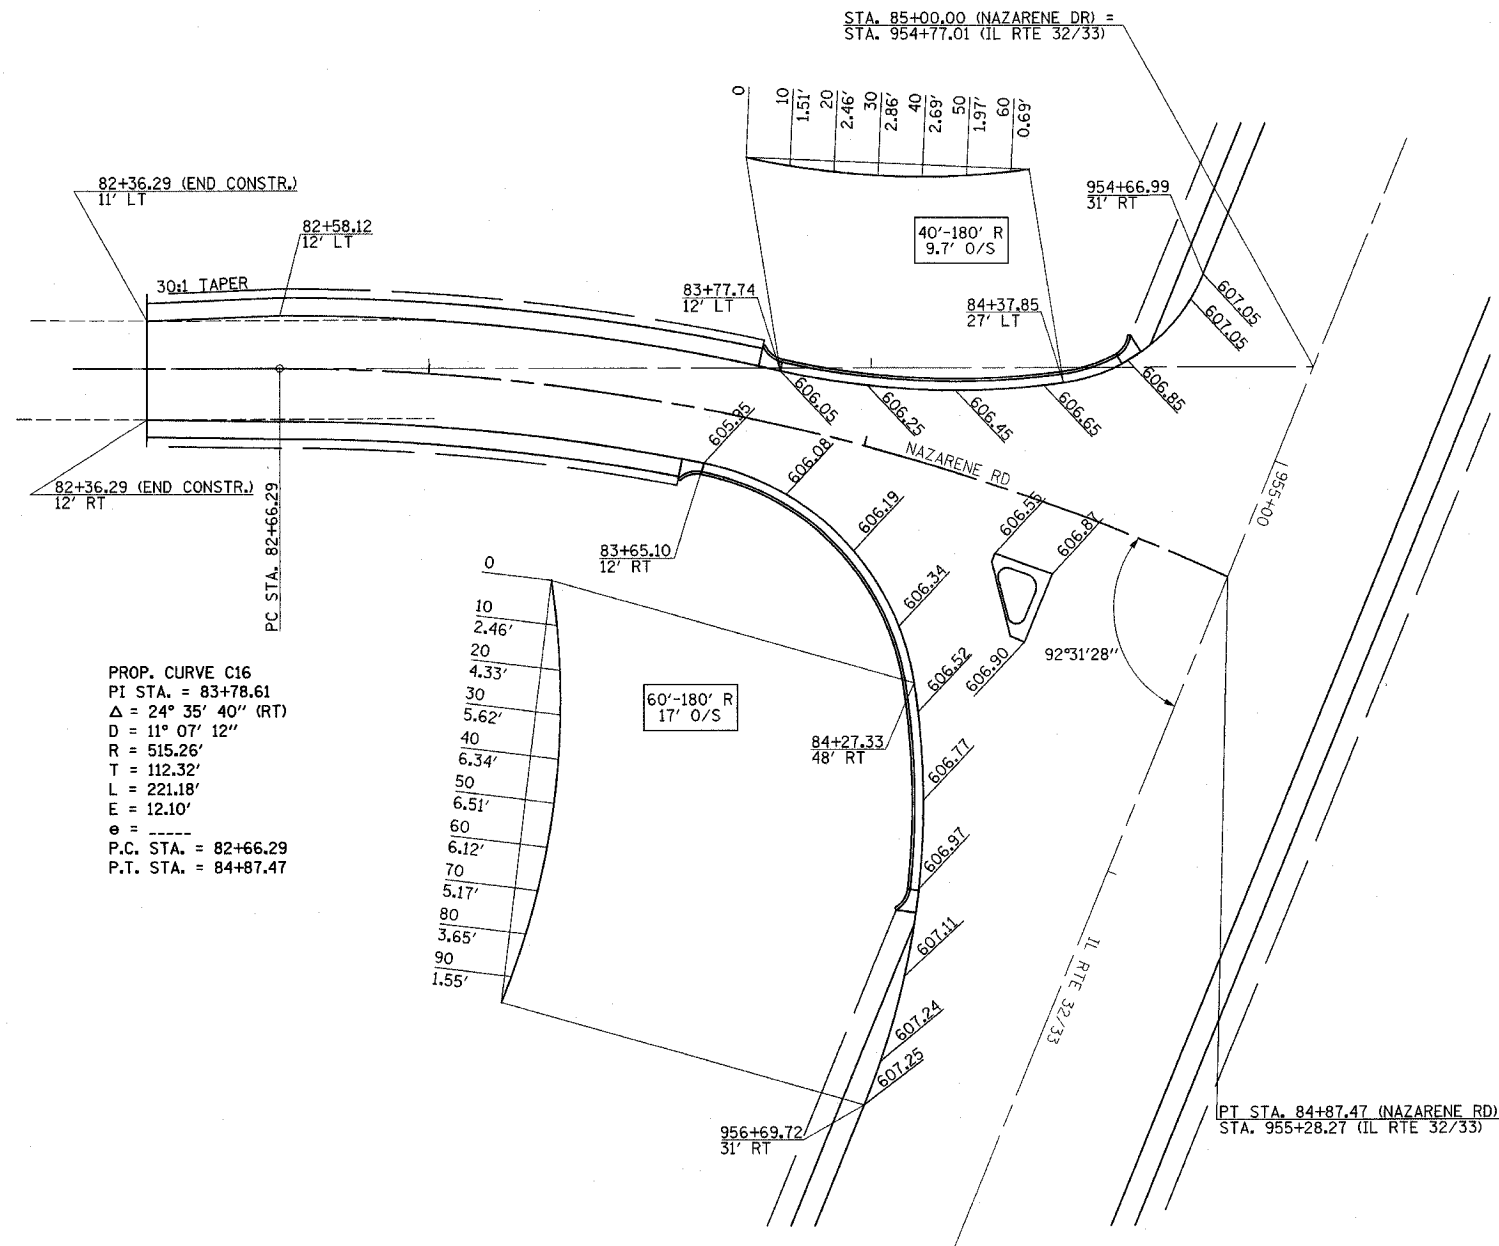 STA. 85+00.00 (NAZARENE DR) =
STA. 954+77.01 (IL RTE 32/33)
0
10
1.51'
20
2.46'
30
2.86'
40
2.69'
50
1.97'
60
0.69'
82+36.29 (END CONSTR.)
11' LT
82+58.12
12' LT
30:1 TAPER
954+66.99
31' RT
40'-180' R
9.7' O/S
83+77.74
12' LT
84+37.85
27' LT
607.05
607.05
606.05
606.25
606.45
606.65
606.85
605.95
606.08
NAZARENE RD
955+00
82+36.29 (END CONSTR.)
12' RT
PC STA. 82+66.29
606.19
606.55
606.87
83+65.10
12' RT
606.34
0
10
2.46'
20
4.33'
30
5.62'
40
6.34'
50
6.51'
60
6.12'
70
5.17'
80
3.65'
90
1.55'
92°31'28"
606.52
606.90
60'-180' R
17' O/S
84+27.33
48' RT
606.77
606.97
PROP. CURVE C16
PI STA. = 83+78.61
Δ = 24° 35' 40" (RT)
D = 11° 07' 12"
R = 515.26'
T = 112.32'
L = 221.18'
E = 12.10'
e = _____
P.C. STA. = 82+66.29
P.T. STA. = 84+87.47
607.11
IL RTE 32/33
607.24
607.25
956+69.72
31' RT
PT STA. 84+87.47 (NAZARENE RD)
STA. 955+28.27 (IL RTE 32/33)